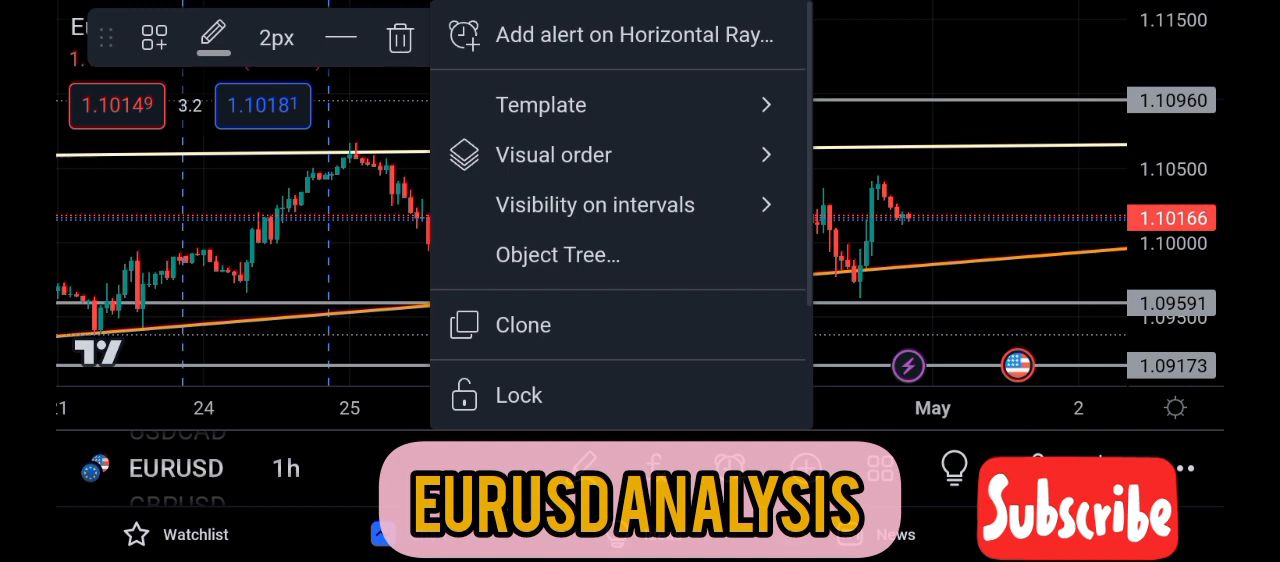 2px
Add alert on Horizontal Ray...
1.11500
1.10149
3.2
1.10181
Template
1.10960
Visual order
1.10500
Visibility on intervals
1.10166
Object Tree...
1.10000
1.09591
1.09500
Clone
1.09173
Lock
24
25
May
2
USDCAD
EURUSD
1h
GBPUSD
EURUSD ANALYSIS
Subscribe
Watchlist
News